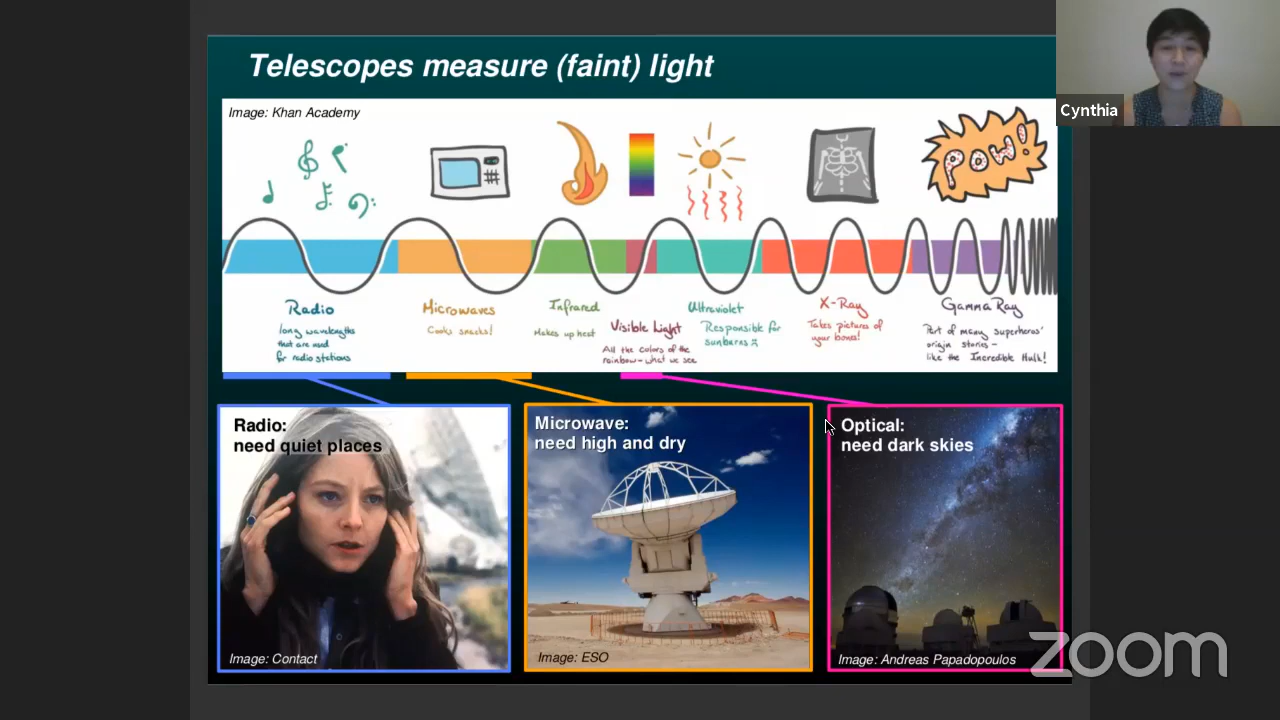 Telescopes measure (faint) light
Cynthia
Image: Khan Academy
POW!
Radio
long wavelengths
that are used
for radio stations
Microwaves
Cooks snacks!
Infrared
Makes up heat
Visible Light
All the colors of the
rainbow - what we see
Ultraviolet
Responsible for
sunburns
X-Ray
Takes pictures of
your bones!
Gamma Ray
Part of many superheros'
origin stories -
like the Incredible Hulk!
Radio:
need quiet places
Image: Contact
Microwave:
need high and dry
Image: ESO
Optical:
need dark skies
Image: Andreas Papadopoulos
zoom